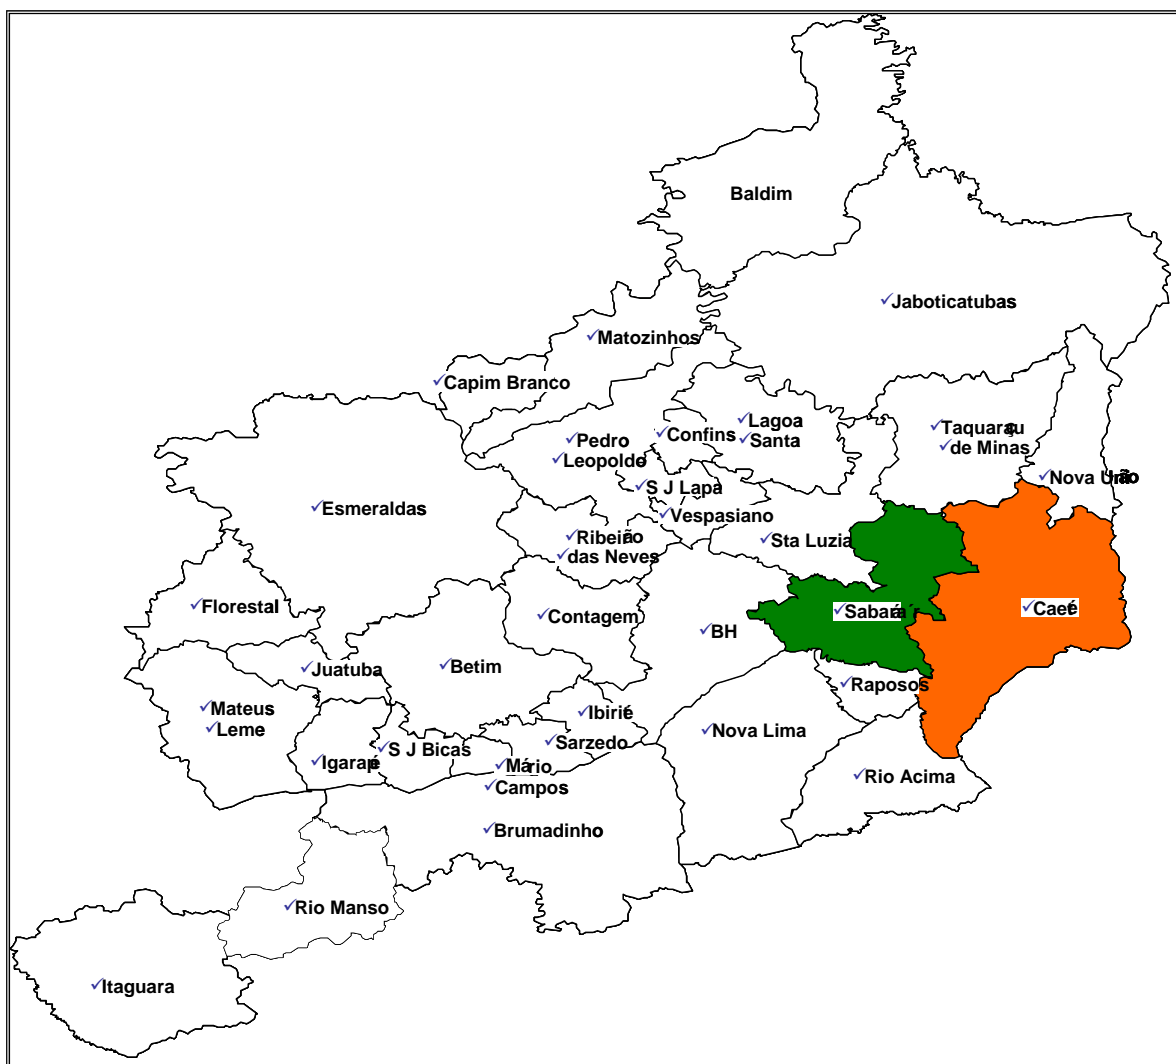 Baldim
Jaboticatubas
Matozinhos
Capim Branco
Lagoa
Santa
Confins
Pedro
Leopoldo
Taquaraçu
de Minas
S J Lapa
Nova União
Esmeraldas
Vespasiano
Ribeirão
das Neves
Sta Luzia
Florestal
Contagem
Sabará
Caeté
BH
Juatuba
Betim
Raposos
Mateus
Leme
Ibirité
Nova Lima
Sarzedo
S J Bicas
Igarapé
Mário
Campos
Rio Acima
Brumadinho
Rio Manso
Itaguara